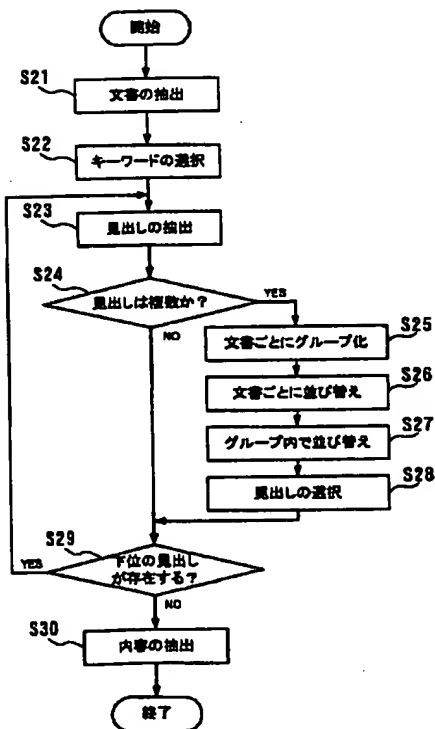 開始
S21
文書の抽出
S22
キーワードの選択
S23
見出しの抽出
S24
見出しは複数か？
YES
NO
S25
文書ごとにグループ化
S26
文書ごとに並び替え
S27
グループ内で並び替え
S28
見出しの選択
S29
下位の見出し
が存在する？
YES
NO
S30
内容の抽出
終了